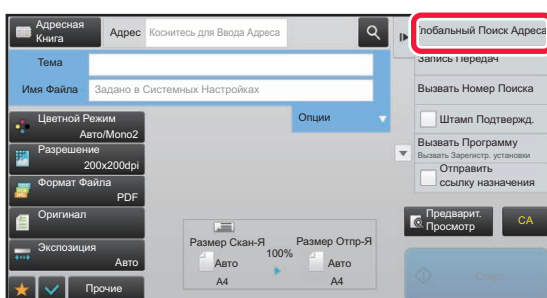 Адресная
Книга
Адрес
Коснитесь для Ввода Адреса
Глобальный Поиск Адреса
Тема
Запись Передач
Имя Файла
Задано в Системных Настройках
Вызвать Номер Поиска
Цветной Режим
Авто/Mono2
Опции
Штамп Подтвержд.
Разрешение
200x200dpi
Вызвать Программу
Вызвать Зарегистр. установки
Формат Файла
PDF
PDF
Отправить
ссылку назначения
Оригинал
Предварит.
Просмотр
CA
Экспозиция
Авто
Размер Скан-Я
100%
Размер Отпр-Я
Авто
Авто
A4
A4
Прочие
Старт